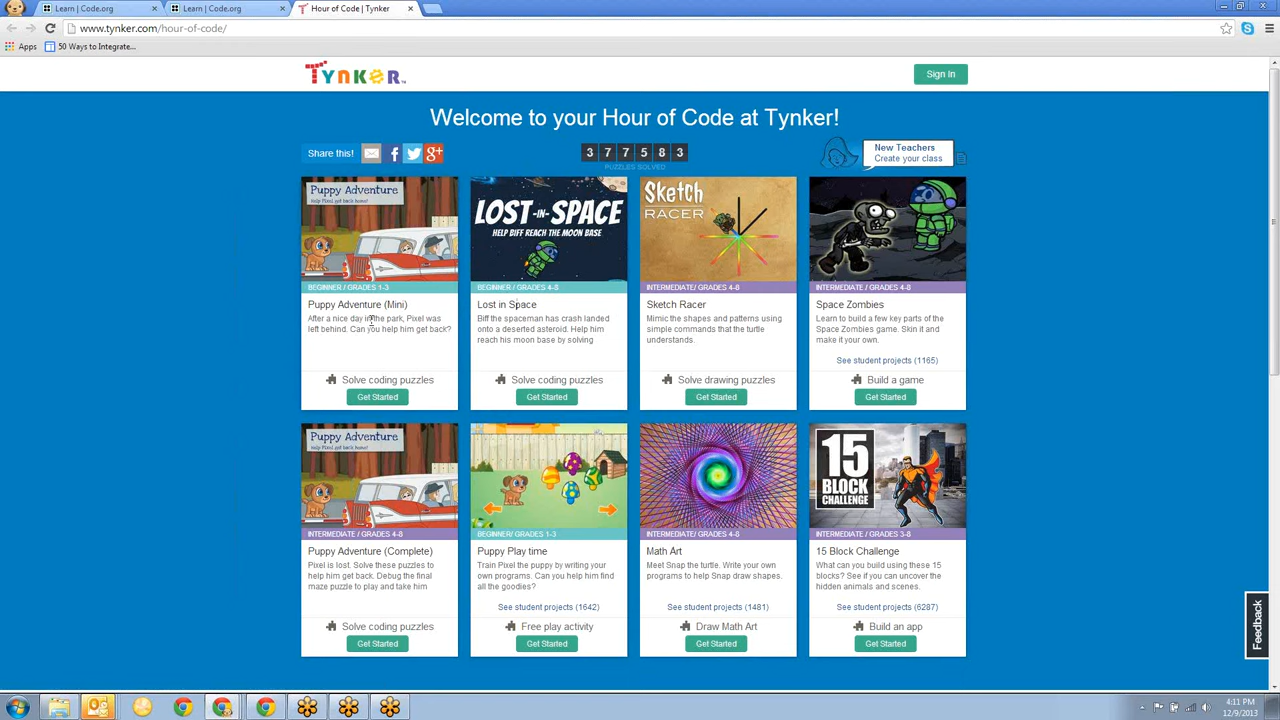 Learn | Code.org
Learn | Code.org
Hour of Code | Tynker
www.tynker.com/hour-of-code/
Apps
50 Ways to Integrate...
TYNKER
Sign In
Welcome to your Hour of Code at Tynker!
Share this!
3 7 7 5 8 3
PUZZLES SOLVED
New Teachers
Create your class
Puppy Adventure
Help Pixel get back home!
BEGINNER / GRADES 1-3
Puppy Adventure (Mini)
After a nice day in the park, Pixel was
left behind. Can you help him get back?
Solve coding puzzles
Get Started
LOST-IN-SPACE
HELP BIFF REACH THE MOON BASE
BEGINNER / GRADES 4-8
Lost in Space
Biff the spaceman has crash landed
onto a deserted asteroid. Help him
reach his moon base by solving
Solve coding puzzles
Get Started
Sketch
RACER
INTERMEDIATE / GRADES 4-8
Sketch Racer
Mimic the shapes and patterns using
simple commands that the turtle
understands.
Solve drawing puzzles
Get Started
INTERMEDIATE / GRADES 4-8
Space Zombies
Learn to build a few key parts of the
Space Zombies game. Skin it and
make it your own.
See student projects (1165)
Build a game
Get Started
Puppy Adventure
Help Pixel get back home!
INTERMEDIATE / GRADES 4-8
Puppy Adventure (Complete)
Pixel is lost. Solve these puzzles to
help him get back. Debug the final
maze puzzle to play and take him
Solve coding puzzles
Get Started
BEGINNER/ GRADES 1-3
Puppy Play time
Train Pixel the puppy by writing your
own programs. Can you help him find
all the goodies?
See student projects (1642)
Free play activity
Get Started
INTERMEDIATE/ GRADES 4-8
Math Art
Meet Snap the turtle. Write your own
programs to help Snap draw shapes.
See student projects (1481)
Draw Math Art
Get Started
15
BLOCK
CHALLENGE
INTERMEDIATE / GRADES 3-8
15 Block Challenge
What can you build using these 15
blocks? See if you can uncover the
hidden animals and scenes.
See student projects (6287)
Build an app
Get Started
Feedback
4:11 PM
12/9/2013